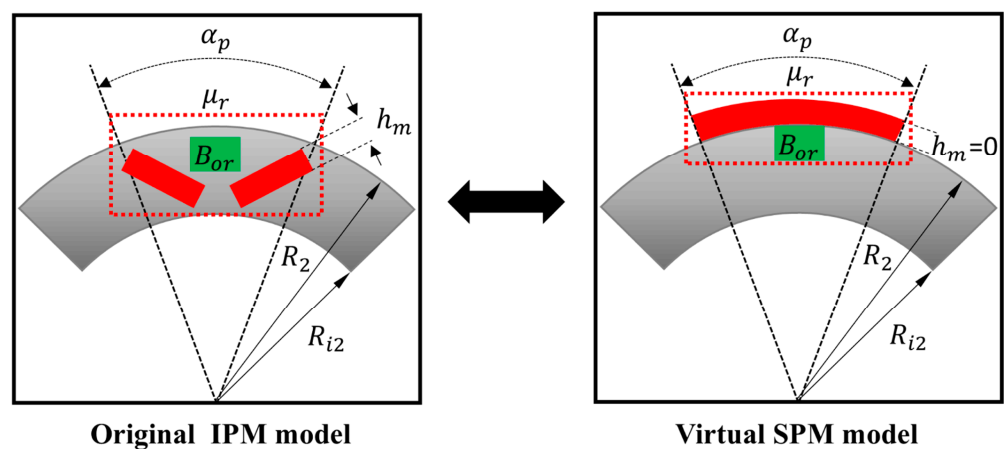 α_p
μ_r
h_m
B_or
R_2
R_i2
Original IPM model
α_p
μ_r
B_or
h_m=0
R_2
R_i2
Virtual SPM model